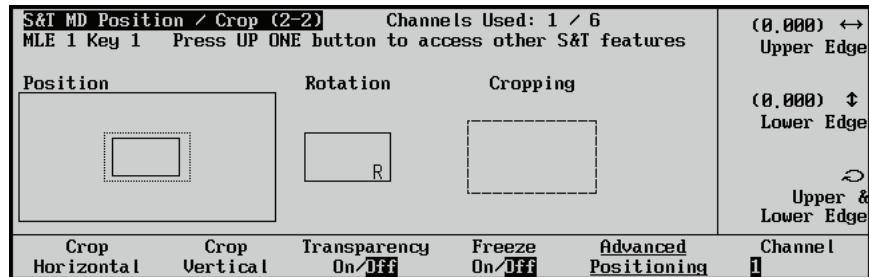 S&T MD Position / Crop (2-2) Channels Used: 1 / 6
MLE 1 Key 1 Press UP ONE button to access other S&T features
Position Rotation Cropping
R
(0.000) ↔
Upper Edge
(0.000) ↕
Lower Edge
Upper &
Lower Edge
Crop Horizontal
Crop Vertical
Transparency On/Off
Freeze On/Off
Advanced Positioning
Channel 1